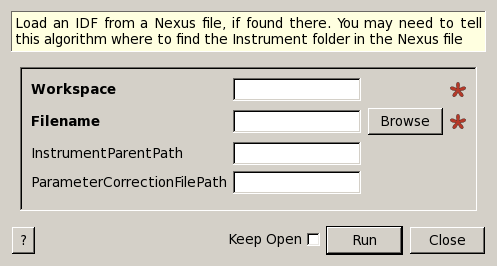 Load an IDF from a Nexus file, if found there. You may need to tell
this algorithm where to find the Instrument folder in the Nexus file
Workspace
Filename Browse
InstrumentParentPath
ParameterCorrectionFilePath
? Keep Open Run Close